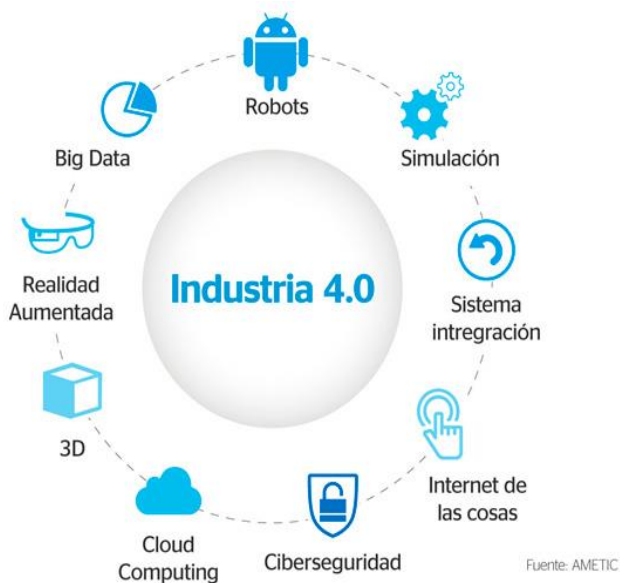 Robots
Simulación
Sistema
intregración
Internet de
las cosas
Ciberseguridad
Cloud
Computing
3D
Realidad
Aumentada
Big Data
Industria 4.0
Fuente: AMETIC